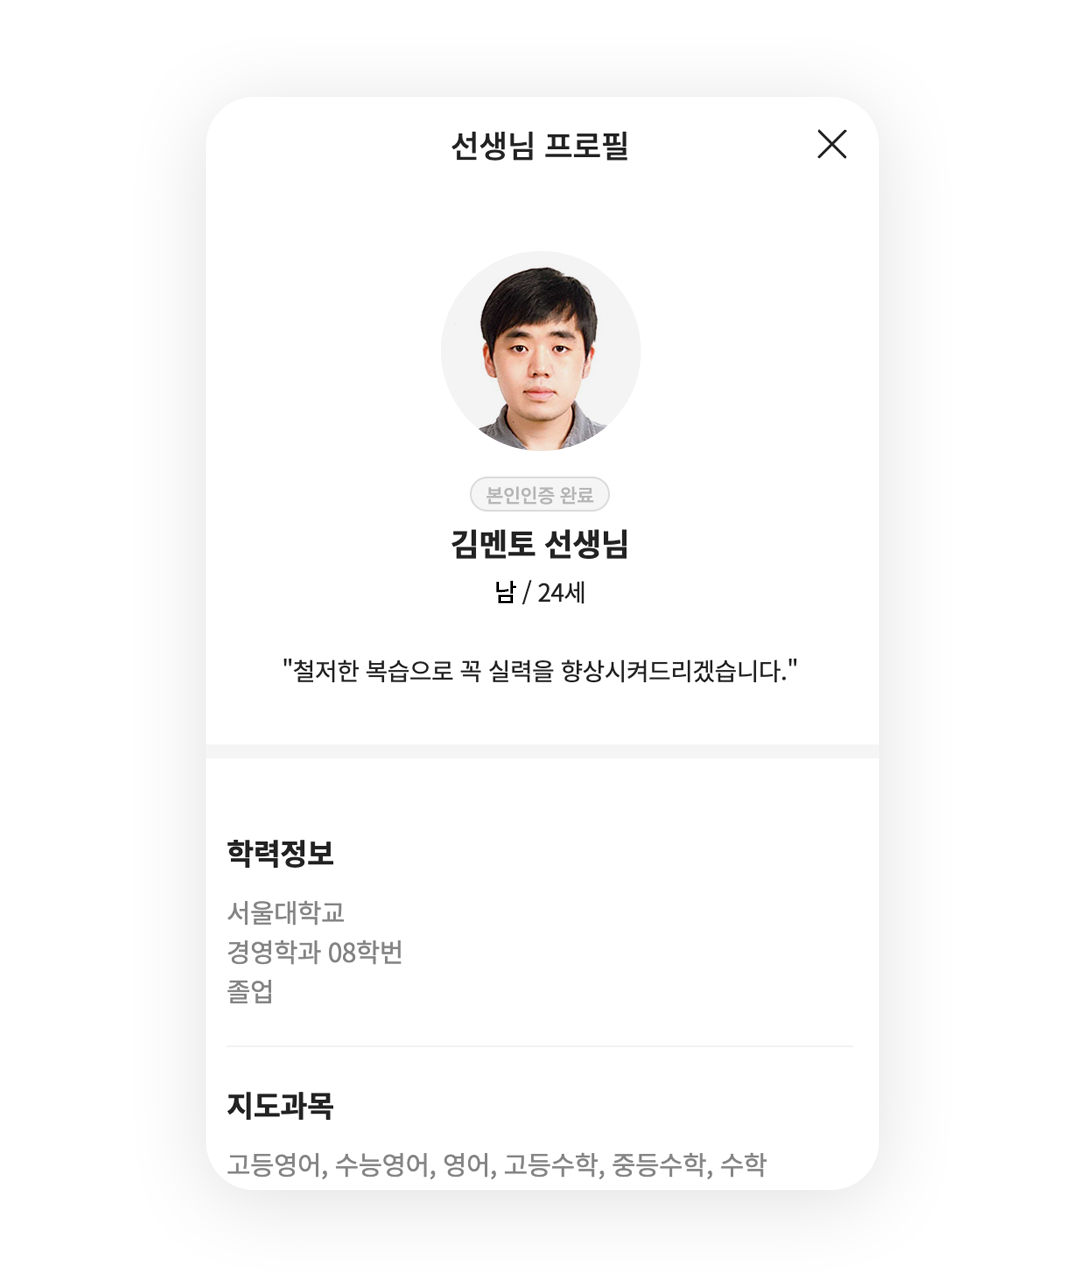 선생님 프로필
본인인증 완료
김멘토 선생님
남 / 24세
"철저한 복습으로 꼭 실력을 향상시켜드리겠습니다."
학력정보
서울대학교
경영학과 08학번
졸업
지도과목
고등영어, 수능영어, 영어, 고등수학, 중등수학, 수학